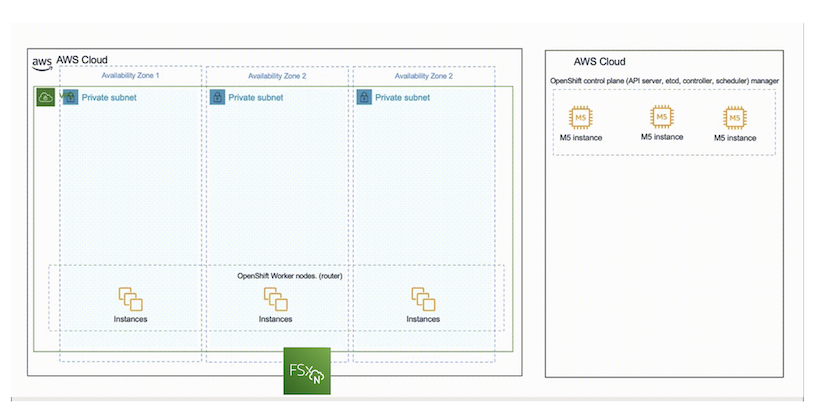 aws
AWS Cloud
Availability Zone 1
Availability Zone 2
Availability Zone 2
Private subnet
Private subnet
Private subnet
OpenShift Worker nodes. (router)
Instances
Instances
Instances
FSx
N
AWS Cloud
OpenShift control plane (API server, etcd, controller, scheduler) manager
M5
M5
M5
M5 instance
M5 instance
M5 instance